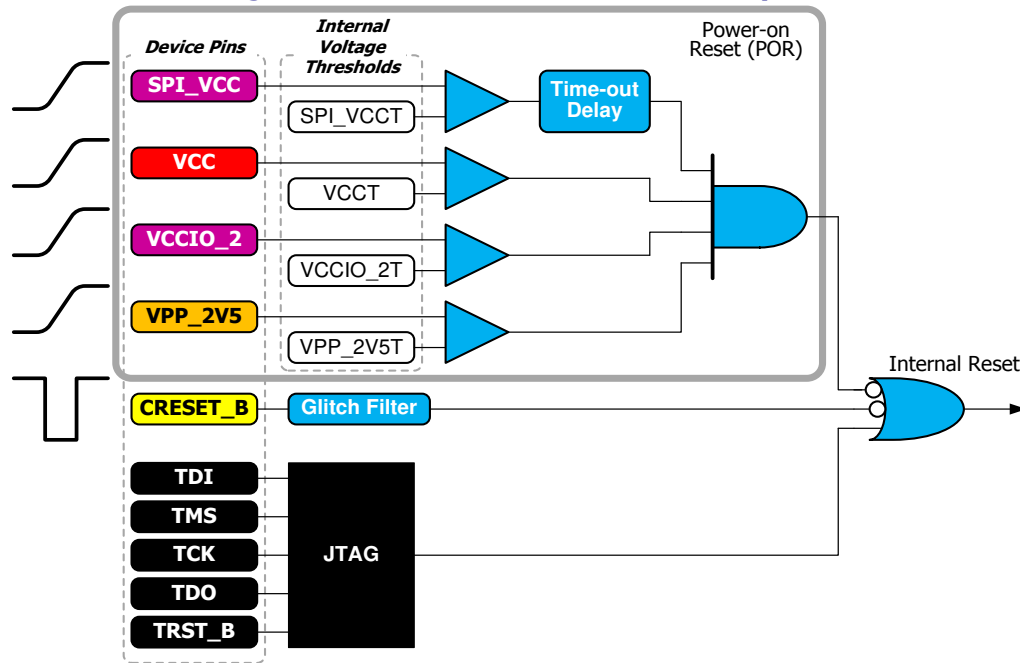 Device Pins
Internal
Voltage
Thresholds
Power-on
Reset (POR)
SPI_VCC
SPI_VCCT
Time-out
Delay
VCC
VCCT
VCCIO_2
VCCIO_2T
VPP_2V5
VPP_2V5T
Internal Reset
CRESET_B
Glitch Filter
TDI
TMS
TCK
JTAG
TDO
TRST_B